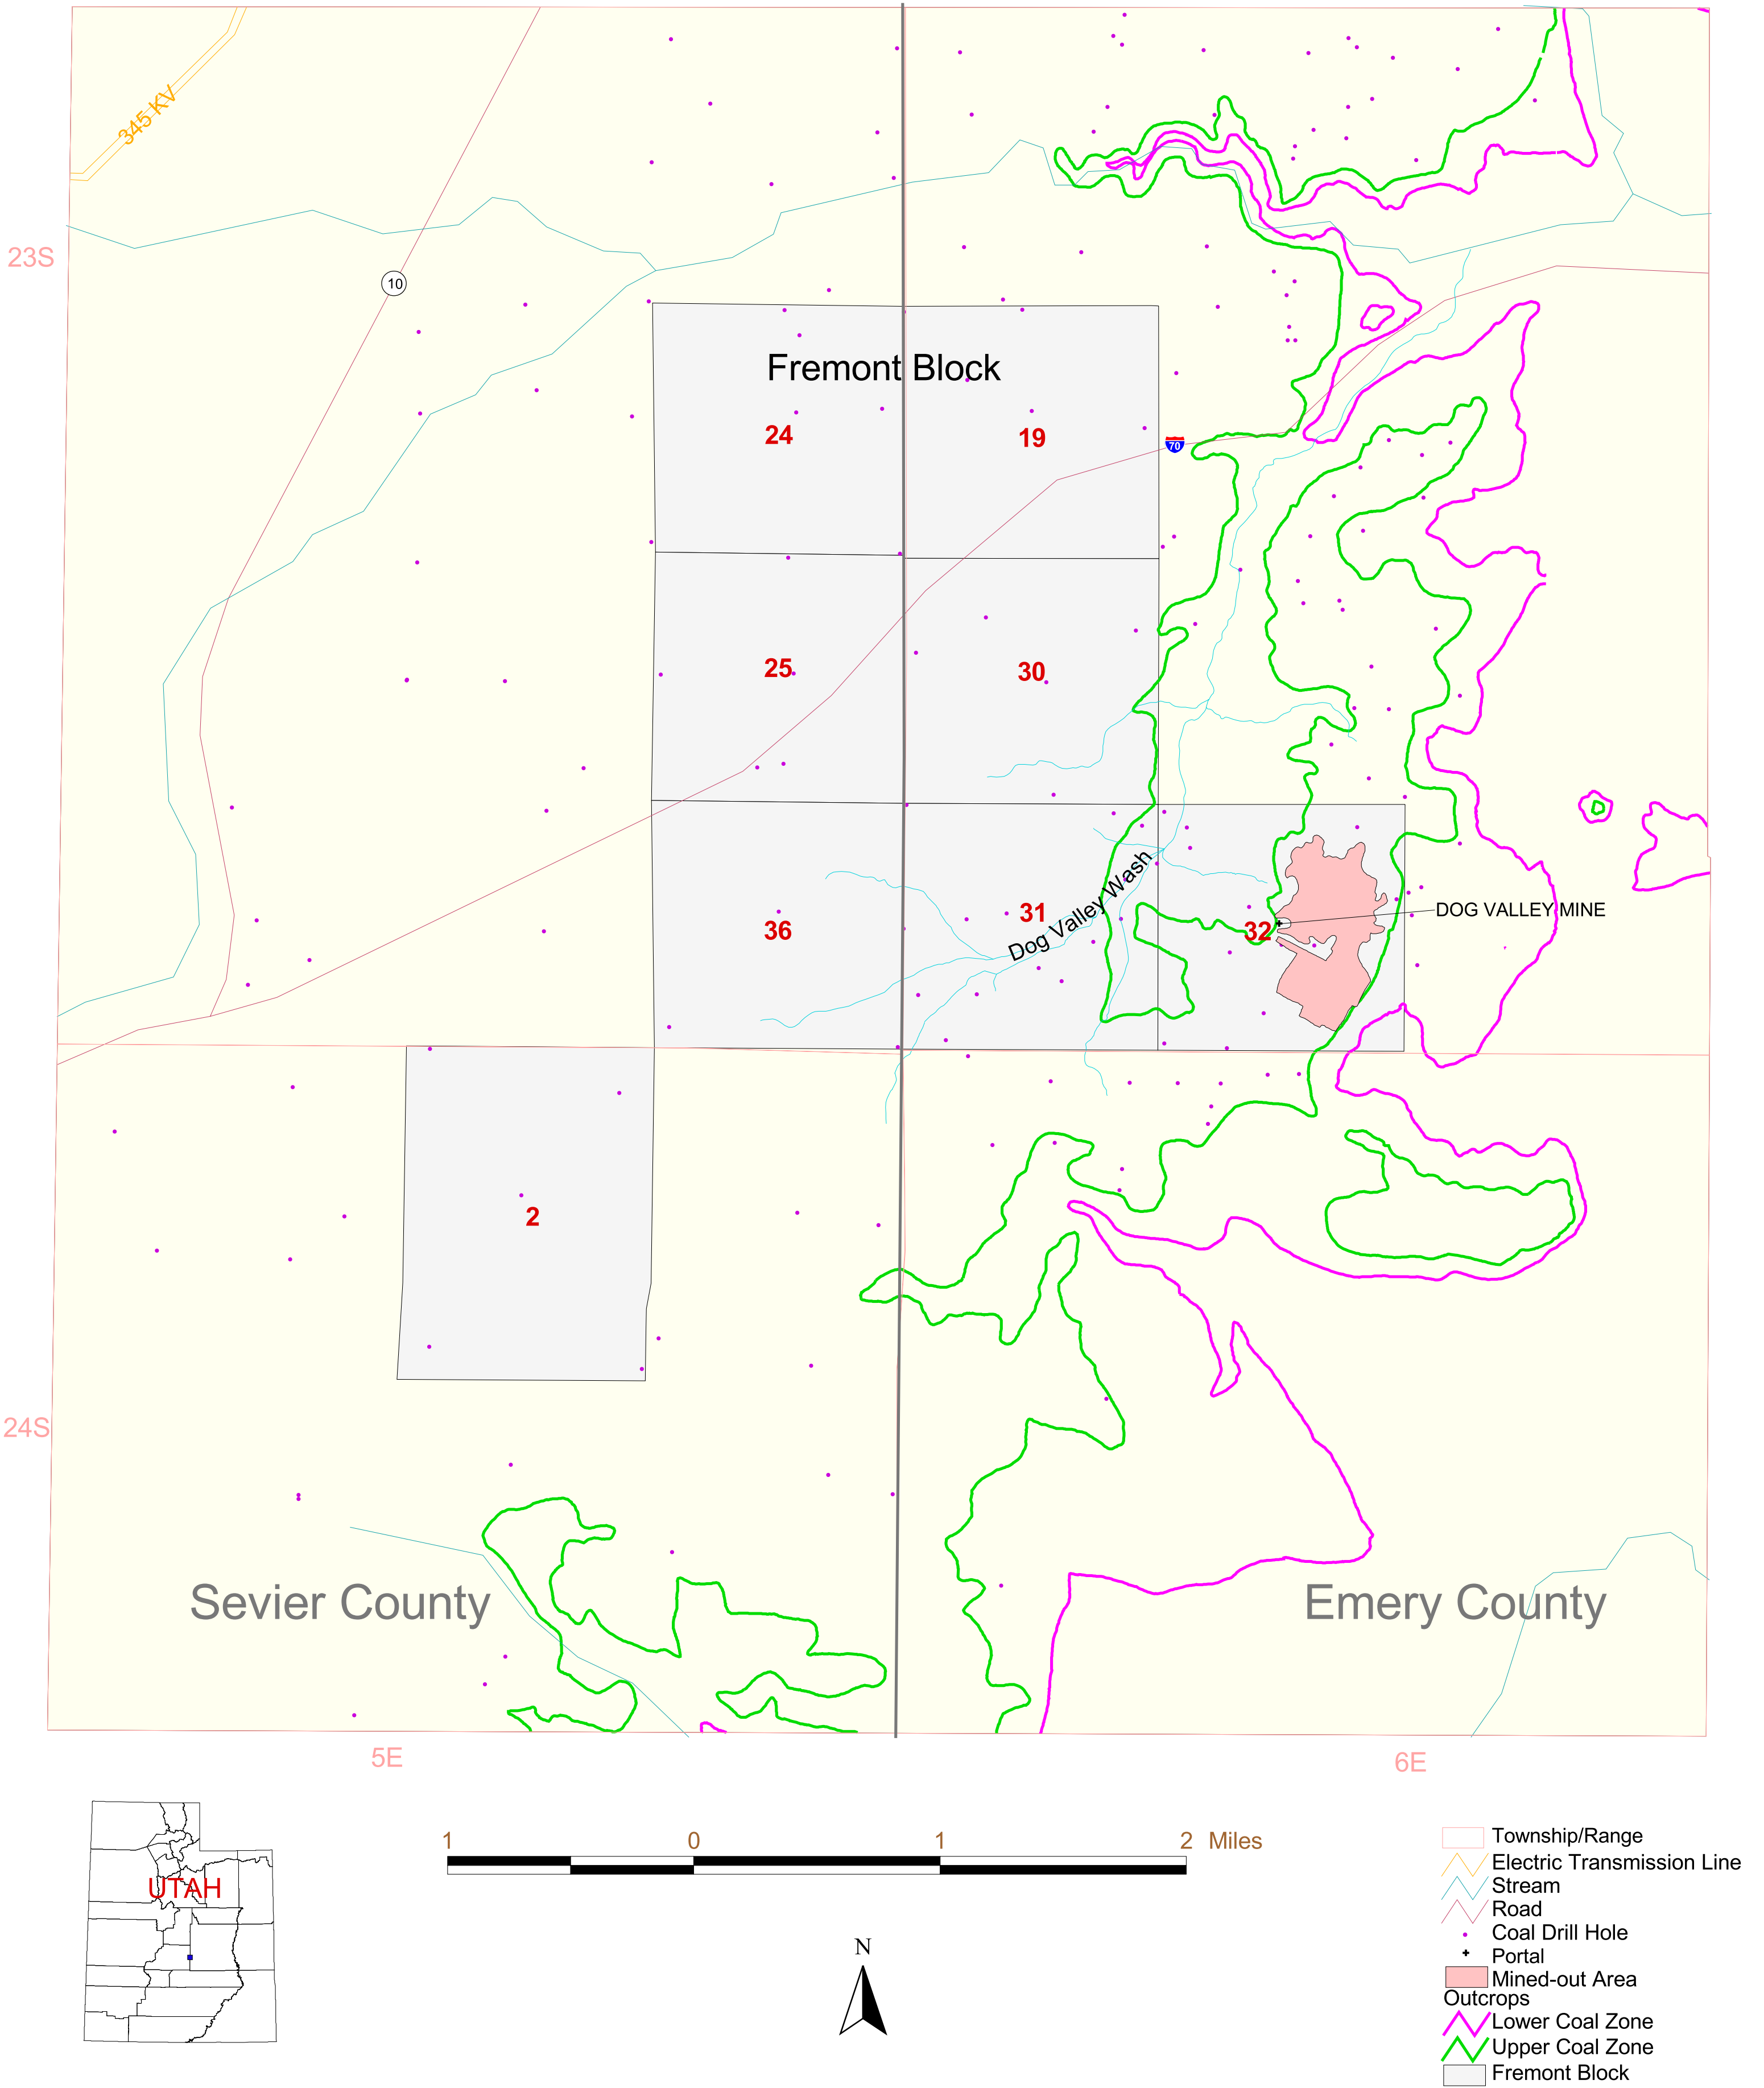 345 KV
23S
10
Fremont Block
24
19
70
25
30
36
31
Dog Valley Wash
32
DOG VALLEY MINE
2
24S
Sevier County
Emery County
5E
6E
UTAH
1 0 1 2 Miles
N
Township/Range
Electric Transmission Line
Stream
Road
Coal Drill Hole
Portal
Mined-out Area
Outcrops
Lower Coal Zone
Upper Coal Zone
Fremont Block